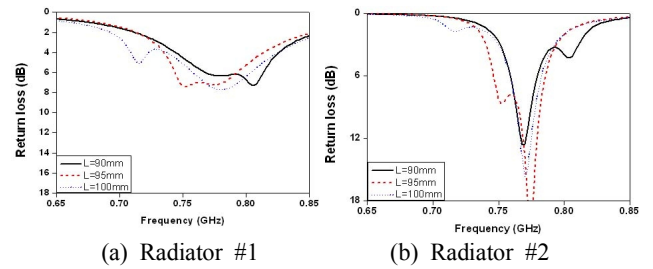 0
2
4
6
8
10
12
14
16
18
Return loss (dB)
L=90mm
L=95mm
L=100mm
0.65 0.70 0.75 0.80 0.85
Frequency (GHz)
(a) Radiator #1
0
6
12
18
Return loss (dB)
L=90mm
L=95mm
L=100mm
0.65 0.70 0.75 0.80 0.85
Frequency (GHz)
(b) Radiator #2